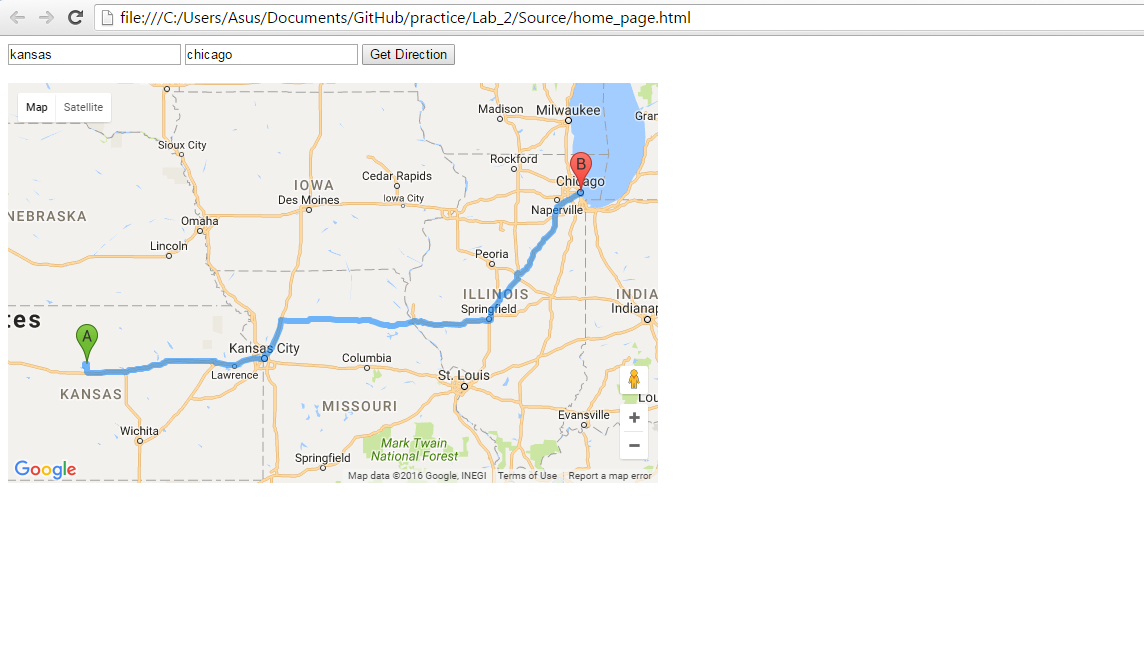 file:///C:/Users/Asus/Documents/GitHub/practice/Lab_2/Source/home_page.html
kansas chicago Get Direction
Map Satellite
Madison Milwaukee
Gran
Sioux City
Rockford
B
Cedar Rapids
Chicago
IOWA
Des Moines Iowa City
Naperville
NEBRASKA
Omaha
Lincoln
Peoria
ILLINOIS INDIA
Springfield Indianap
tes
A
Kansas City
Columbia
Lawrence St. Louis
KANSAS
Lou
MISSOURI
Evansville
Wichita
Mark Twain
National Forest
Springfield
Google
Map data ©2016 Google, INEGI Terms of Use Report a map error